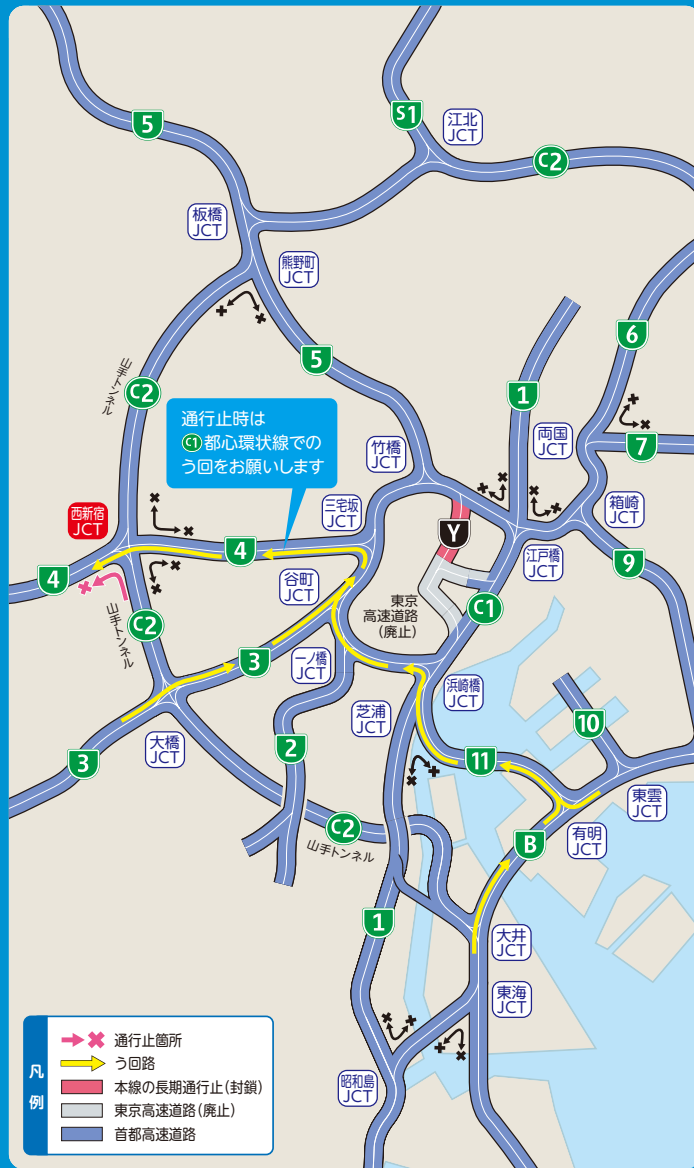 5
S1
江北
JCT
C2
板橋
JCT
熊野町
JCT
5
6
山手トンネル
C2
1
通行止時は
C1都心環状線での
う回をお願いします
竹橋
JCT
両国
JCT
7
西新宿
JCT
三宅坂
JCT
箱崎
JCT
4
Y
江戸橋
JCT
9
4
谷町
JCT
東京
高速道路
(廃止)
C1
山手トンネル
C2
3
一ノ橋
JCT
浜崎橋
JCT
芝浦
JCT
10
3
大橋
JCT
2
11
東雲
JCT
C2
山手トンネル
B
有明
JCT
1
大井
JCT
東海
JCT
昭和島
JCT
凡例
通行止箇所
う回路
本線の長期通行止(封鎖)
東京高速道路(廃止)
首都高速道路